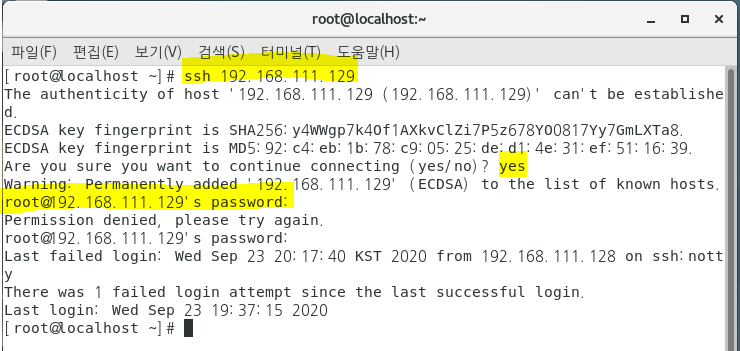 root@localhost:~
파일(F) 편집(E) 보기(V) 검색(S) 터미널(T) 도움말(H)
[root@localhost ~]# ssh 192.168.111.129
The authenticity of host '192.168.111.129 (192.168.111.129)' can't be establishe
d.
ECDSA key fingerprint is SHA256:y4WWgp7k4Of1AXkvClZi7P5z678YO0817Yy7GmLXTa8.
ECDSA key fingerprint is MD5:92:c4:eb:1b:78:c9:05:25:de:d1:4e:31:ef:51:16:39.
Are you sure you want to continue connecting (yes/no)? yes
Warning: Permanently added '192.168.111.129' (ECDSA) to the list of known hosts.
root@192.168.111.129's password:
Permission denied, please try again.
root@192.168.111.129's password:
Last failed login: Wed Sep 23 20:17:40 KST 2020 from 192.168.111.128 on ssh:nott
y
There was 1 failed login attempt since the last successful login.
Last login: Wed Sep 23 19:37:15 2020
[root@localhost ~]#